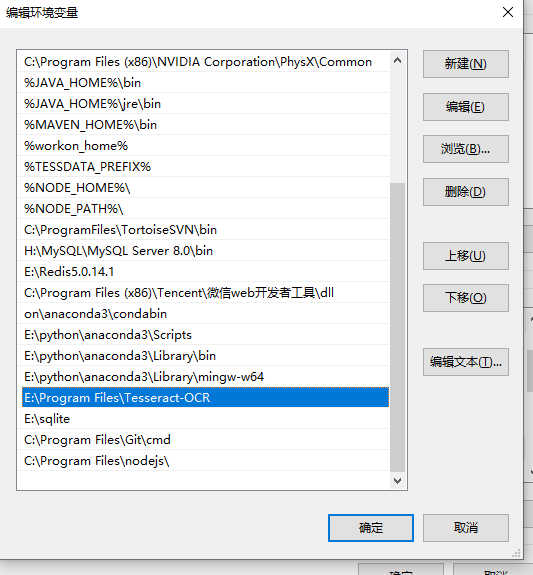 编辑环境变量
C:\Program Files (x86)\NVIDIA Corporation\PhysX\Common
%JAVA_HOME%\bin
%JAVA_HOME%\jre\bin
%MAVEN_HOME%\bin
%workon_home%
%TESSDATA_PREFIX%
%NODE_HOME%\
%NODE_PATH%\
C:\ProgramFiles\TortoiseSVN\bin
H:\MySQL\MySQL Server 8.0\bin
E:\Redis5.0.14.1
C:\Program Files (x86)\Tencent\微信web开发者工具\dll
on\anaconda3\condabin
E:\python\anaconda3\Scripts
E:\python\anaconda3\Library\bin
E:\python\anaconda3\Library\mingw-w64
E:\Program Files\Tesseract-OCR
E:\sqlite
C:\Program Files\Git\cmd
C:\Program Files\nodejs\
新建(N)
编辑(E)
浏览(B)...
删除(D)
上移(U)
下移(O)
编辑文本(T)...
确定
取消